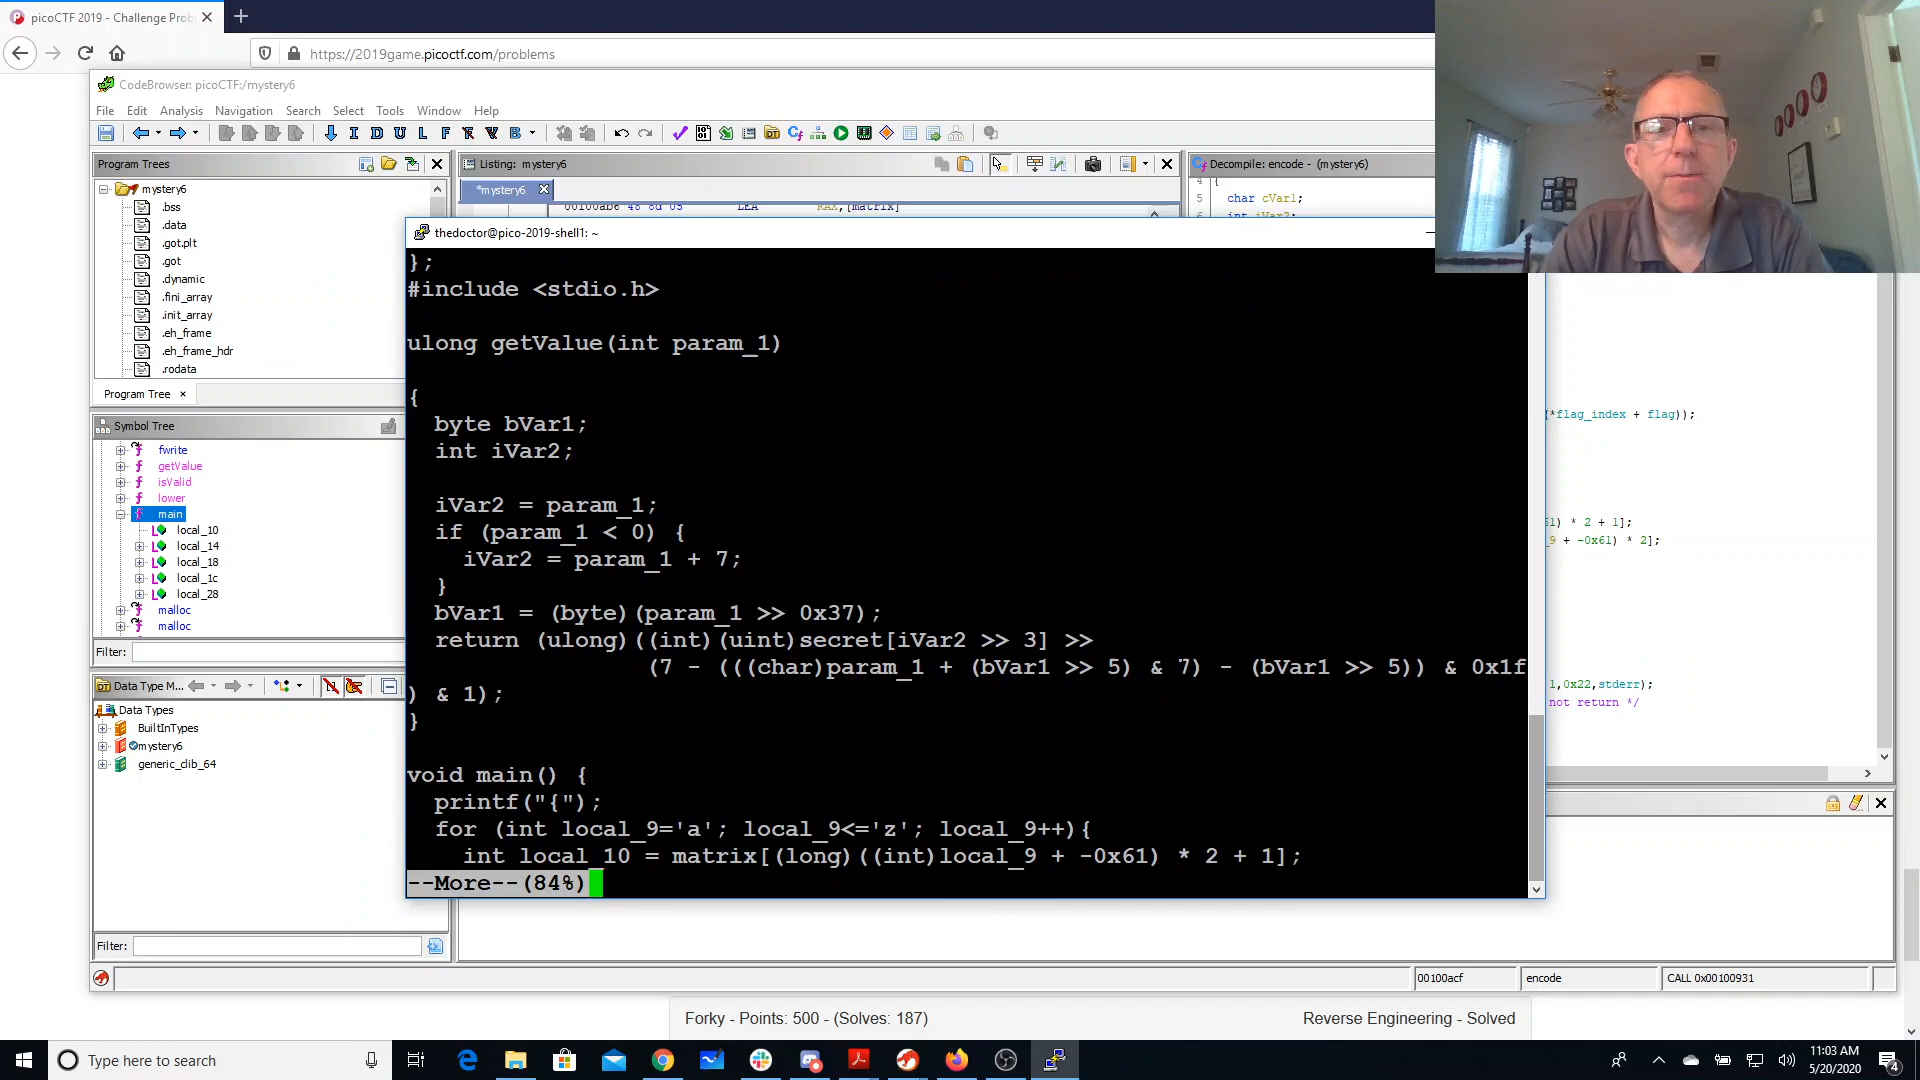 picoCTF 2019 - Challenge Prob
https://2019game.picoctf.com/problems
CodeBrowser: picoCTF:/mystery6
File Edit Analysis Navigation Search Select Tools Window Help
I D U L F V B
Program Trees
mystery6
.bss
.data
.got.plt
.got
.dynamic
.fini_array
.init_array
.eh_frame
.eh_frame_hdr
.rodata
Program Tree ×
Listing: mystery6
*mystery6
00100ab6 48 8d 05 LEA RAX,[matrix]
Decompile: encode - (mystery6)
4 {
5 char cVar1;
int iVar2;
Symbol Tree
fwrite
getValue
isValid
lower
main
local_10
local_14
local_18
local_1c
local_28
malloc
malloc
Filter:
Data Type M...
Data Types
BuiltInTypes
mystery6
generic_clib_64
Filter:
thedoctor@pico-2019-shell1: ~
};
#include <stdio.h>
ulong getValue(int param_1)
{
byte bVar1;
int iVar2;
iVar2 = param_1;
if (param_1 < 0) {
iVar2 = param_1 + 7;
}
bVar1 = (byte)(param_1 >> 0x37);
return (ulong)((int)(uint)secret[iVar2 >> 3] >>
(7 - (((char)param_1 + (bVar1 >> 5) & 7) - (bVar1 >> 5)) & 0x1f
) & 1);
}
void main() {
printf("{");
for (int local_9='a'; local_9<='z'; local_9++){
int local_10 = matrix[(long)((int)local_9 + -0x61) * 2 + 1];
--More--(84%)
(*flag_index + flag));
) * 2 + 1];
_9 + -0x61) * 2];
1,0x22,stderr);
not return */
00100acf
encode
CALL 0x00100931
Forky - Points: 500 - (Solves: 187)
Reverse Engineering - Solved
Type here to search
11:03 AM
5/20/2020
4